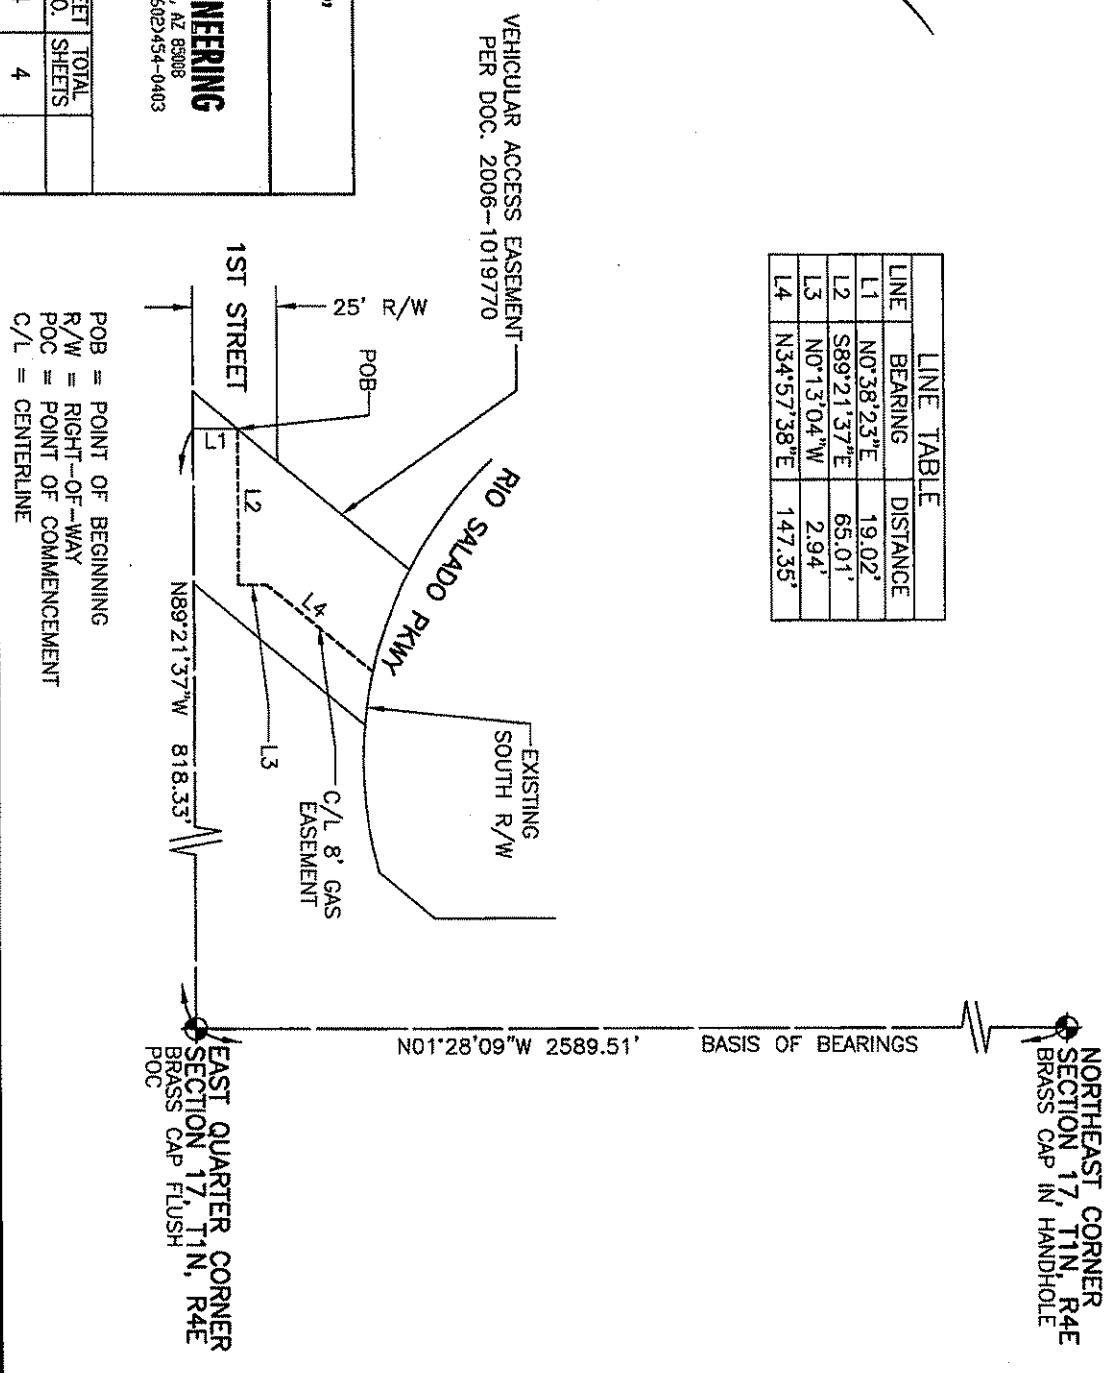 LINE TABLE
LINE BEARING DISTANCE
L1 N0°38'23"E 19.02'
L2 S89°21'37"E 65.01'
L3 N0°13'04"W 2.94'
L4 N34°57'38"E 147.35'
NORTHEAST CORNER
SECTION 17, T1N, R4E
BRASS CAP IN HANDHOLE
N01°28'09"W 2589.51' BASIS OF BEARINGS
VEHICULAR ACCESS EASEMENT
PER DOC. 2006-1019770
RIO SALADO PKWY
EXISTING
SOUTH R/W
25' R/W
POB
1ST STREET
L1
L2
L3
L4
C/L 8' GAS
EASEMENT
N89°21'37"W 818.33'
EAST QUARTER CORNER
SECTION 17, T1N, R4E
BRASS CAP FLUSH
POC
POB = POINT OF BEGINNING
R/W = RIGHT-OF-WAY
POC = POINT OF COMMENCEMENT
C/L = CENTERLINE
"
NEERING
, AZ 85008
602)454-0403
EET TOTAL
O. SHEETS
4